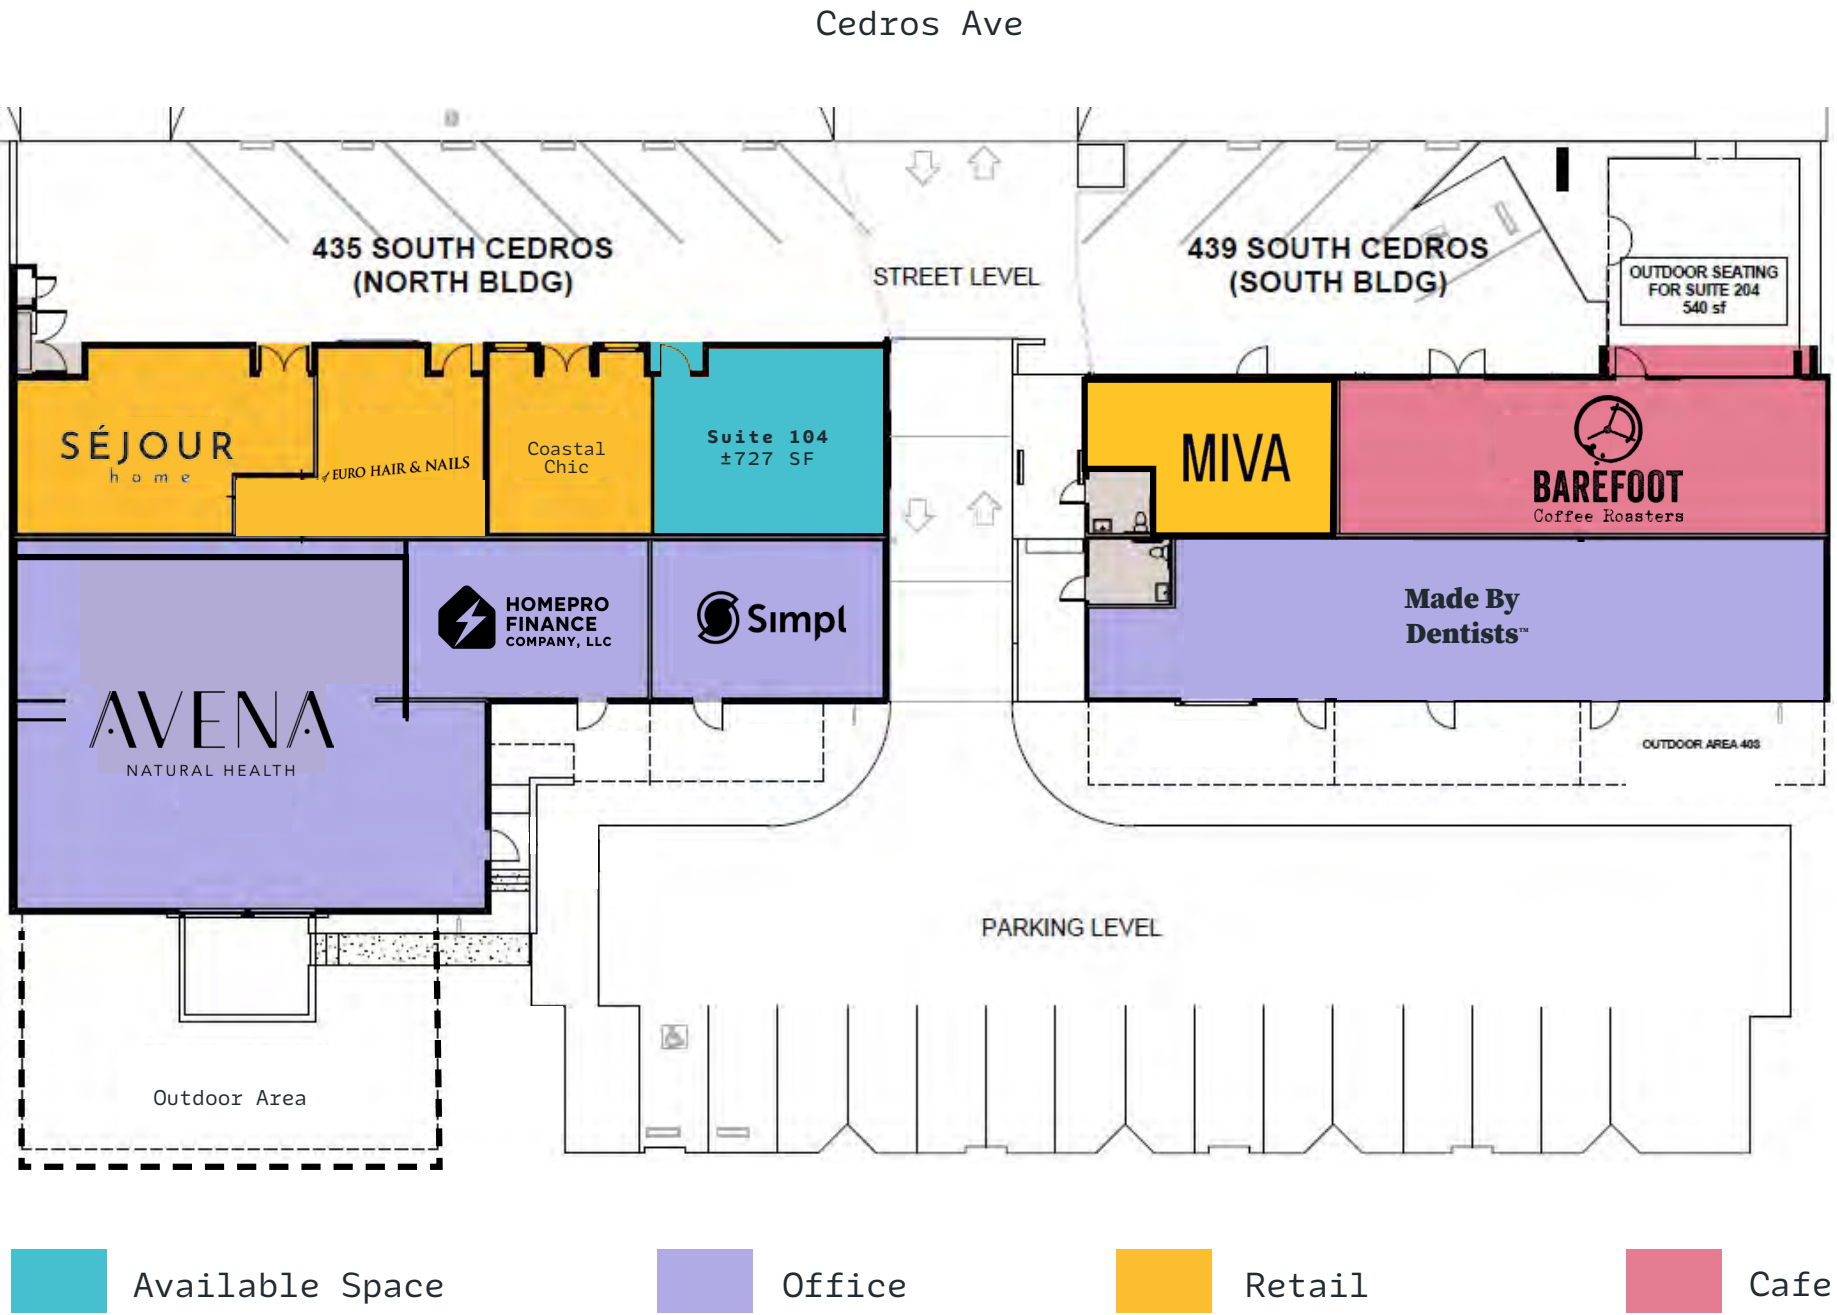 Cedros Ave
435 SOUTH CEDROS
(NORTH BLDG)
STREET LEVEL
439 SOUTH CEDROS
(SOUTH BLDG)
OUTDOOR SEATING
FOR SUITE 204
540 sf
SÉJOUR
home
EURO HAIR & NAILS
Coastal
Chic
Suite 104
±727 SF
MIVA
BAREFOOT
Coffee Roasters
HOMEPRO
FINANCE
COMPANY, LLC
Simpl
Made By
Dentists™
AVENA
NATURAL HEALTH
OUTDOOR AREA 403
PARKING LEVEL
Outdoor Area
Available Space
Office
Retail
Cafe